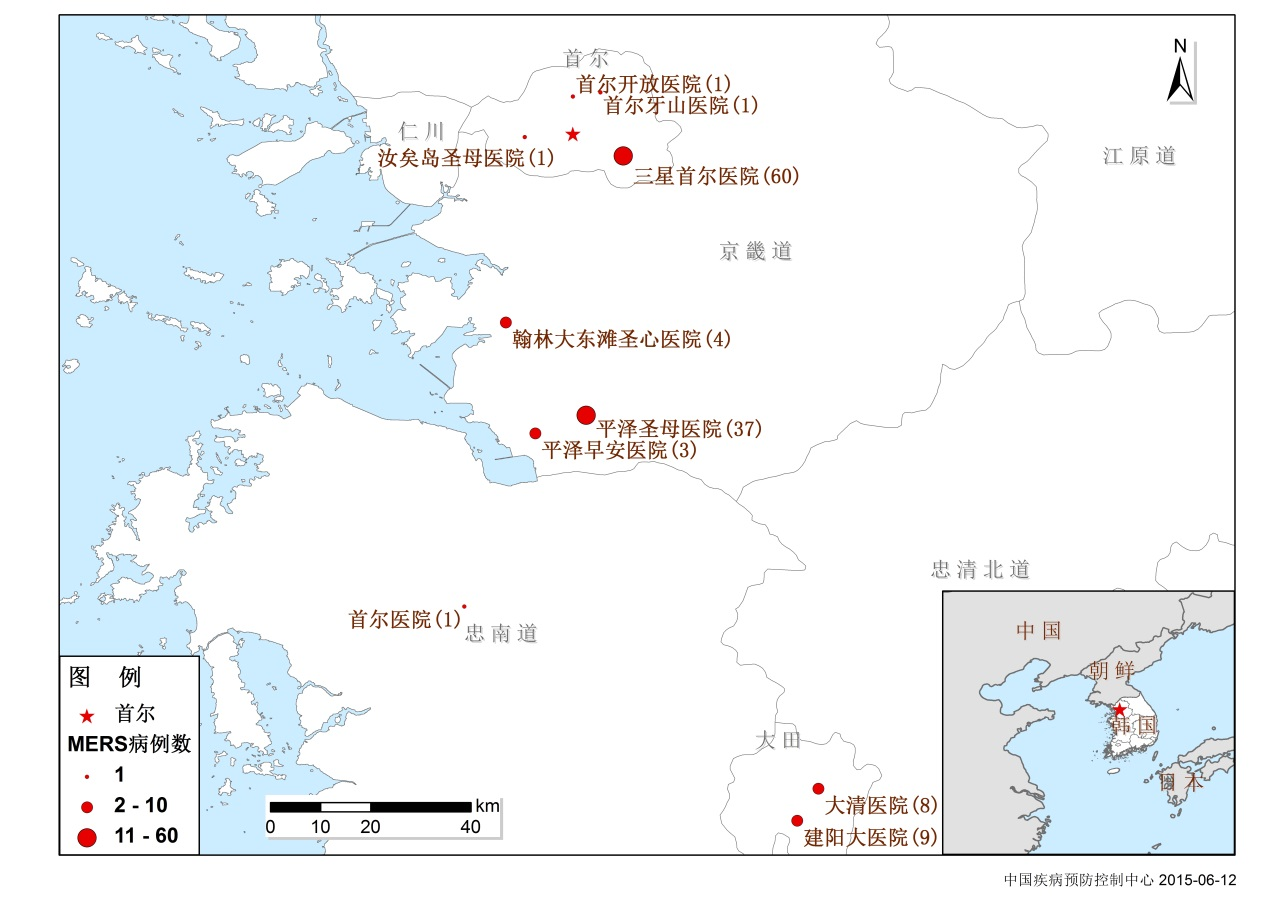 N
首尔
首尔开放医院(1)
首尔牙山医院(1)
仁川
汝矣岛圣母医院(1)
三星首尔医院(60)
江原道
京畿道
翰林大东滩圣心医院(4)
平泽圣母医院(37)
平泽早安医院(3)
忠清北道
首尔医院(1)
忠南道
大田
大清医院(8)
建阳大医院(9)
图 例
首尔
MERS病例数
1
2 - 10
11 - 60
km
0 10 20 40
中国
朝鲜
韩国
日本
中国疾病预防控制中心 2015-06-12